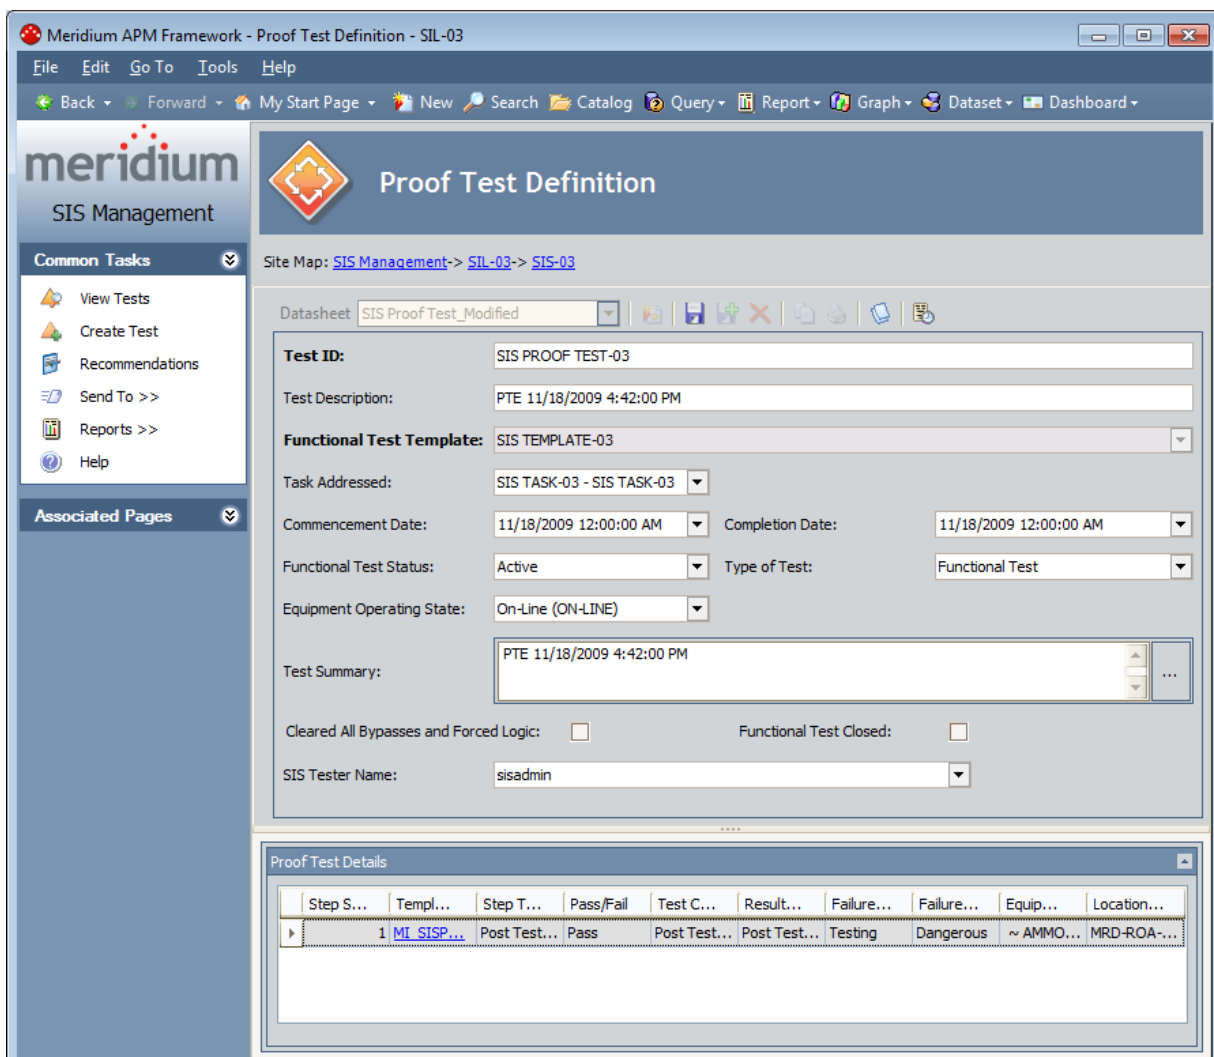 Meridium APM Framework - Proof Test Definition - SIL-03
File Edit Go To Tools Help
Back Forward My Start Page New Search Catalog Query Report Graph Dataset Dashboard
meridium
SIS Management
Proof Test Definition
Common Tasks
View Tests
Create Test
Recommendations
Send To >>
Reports >>
Help
Associated Pages
Site Map: SIS Management-> SIL-03-> SIS-03
Datasheet SIS Proof Test_Modified
Test ID: SIS PROOF TEST-03
Test Description: PTE 11/18/2009 4:42:00 PM
Functional Test Template: SIS TEMPLATE-03
Task Addressed: SIS TASK-03 - SIS TASK-03
Commencement Date: 11/18/2009 12:00:00 AM Completion Date: 11/18/2009 12:00:00 AM
Functional Test Status: Active Type of Test: Functional Test
Equipment Operating State: On-Line (ON-LINE)
Test Summary: PTE 11/18/2009 4:42:00 PM ...
Cleared All Bypasses and Forced Logic: Functional Test Closed:
SIS Tester Name: sisadmin
Proof Test Details
Step S... Templ... Step T... Pass/Fail Test C... Result... Failure... Failure... Equip... Location...
1 MI_SISP... Post Test... Pass Post Test... Post Test... Testing Dangerous ~ AMMO... MRD-ROA-...